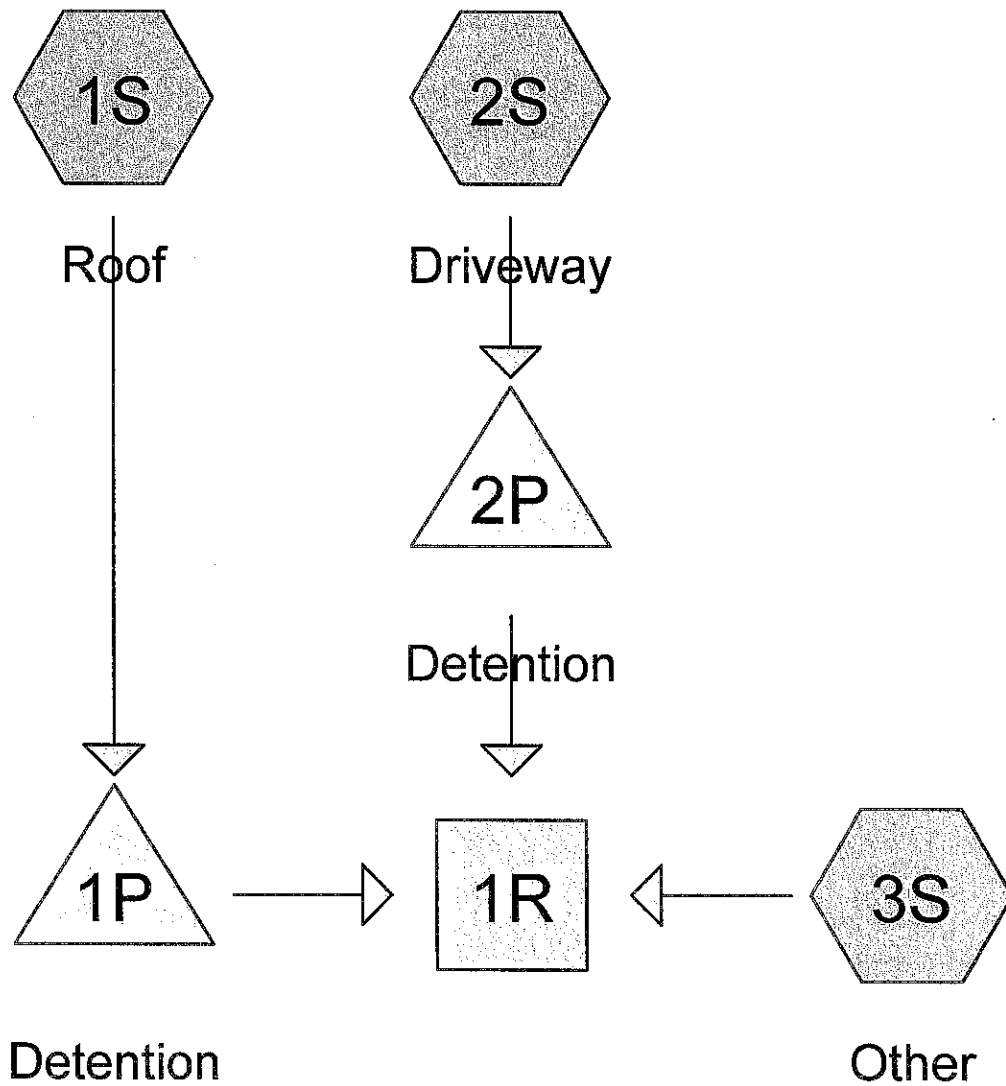 1S
2S
Roof
Driveway
2P
Detention
1P
1R
3S
Detention
Other